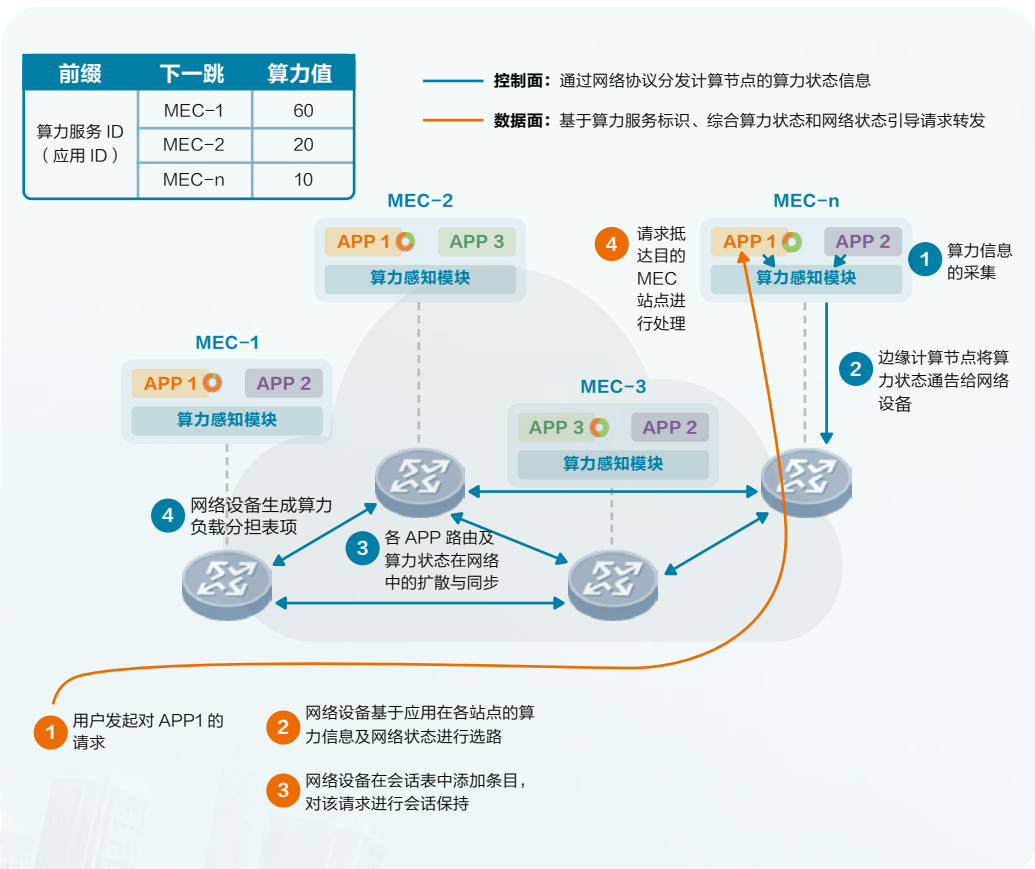 前缀 下一跳 算力值
算力服务 ID
（应用 ID）
MEC-1 60
MEC-2 20
MEC-n 10
控制面：通过网络协议分发计算节点的算力状态信息
数据面：基于算力服务标识、综合算力状态和网络状态引导请求转发
MEC-2
APP 1 APP 3
算力感知模块
4
请求抵
达目的
MEC
站点进
行处理
MEC-n
APP 1 APP 2
算力感知模块
1
算力信息
的采集
MEC-1
APP 1 APP 2
算力感知模块
2
边缘计算节点将算
力状态通告给网络
设备
MEC-3
APP 3 APP 2
算力感知模块
4
网络设备生成算力
负载分担表项
3
各 APP 路由及
算力状态在网络
中的扩散与同步
1
用户发起对 APP1 的
请求
2
网络设备基于应用在各站点的算
力信息及网络状态进行选路
3
网络设备在会话表中添加条目，
对该请求进行会话保持